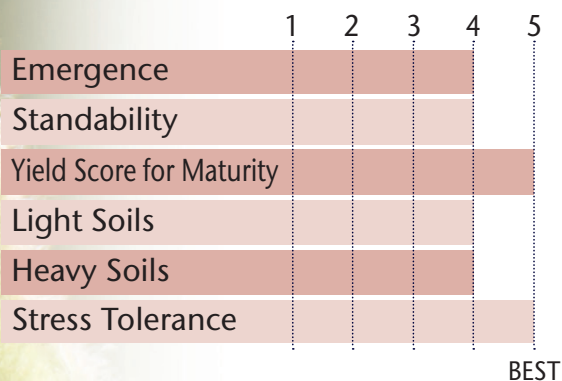 1 2 3 4 5
Emergence
Standability
Yield Score for Maturity
Light Soils
Heavy Soils
Stress Tolerance
BEST